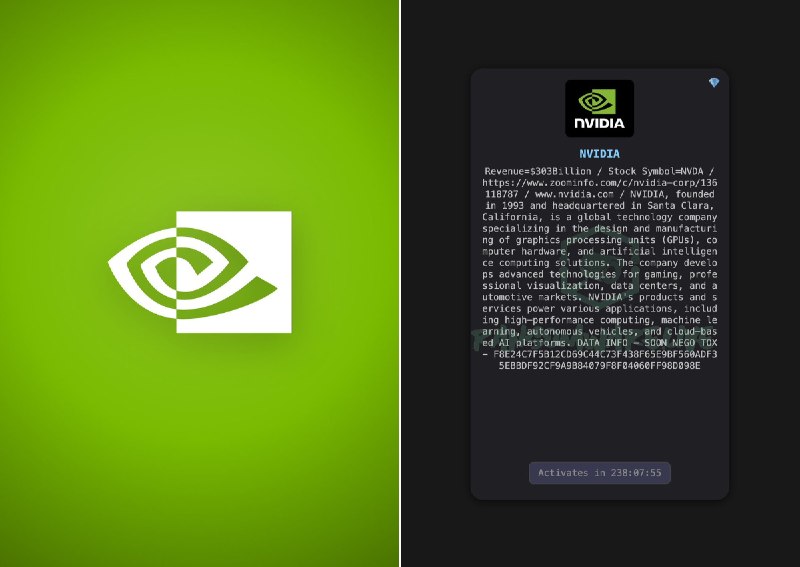 NVIDIA
NVIDIA
Revenue=$303Billion / Stock Symbol=NVDA /
https://www.zoominfo.com/c/nvidia-corp/136
118787 / www.nvidia.com / NVIDIA, founded
in 1993 and headquartered in Santa Clara,
California, is a global technology company
specializing in the design and manufacturi
ng of graphics processing units (GPUs), co
mputer hardware, and artificial intelligen
ce computing solutions. The company develo
ps advanced technologies for gaming, profe
ssional visualization, data centers, and a
utomotive markets. NVIDIA's products and s
ervices power various applications, includ
ing high-performance computing, machine le
arning, autonomous vehicles, and cloud-bas
ed AI platforms. DATA INFO - SOON NEGO TOX
- F8E24C7F5B12CD69C44C73F438F65E9BF560ADF3
5EBBDF92CF9A9B84079F8F04060FF98D098E
Activates in 238:07:55